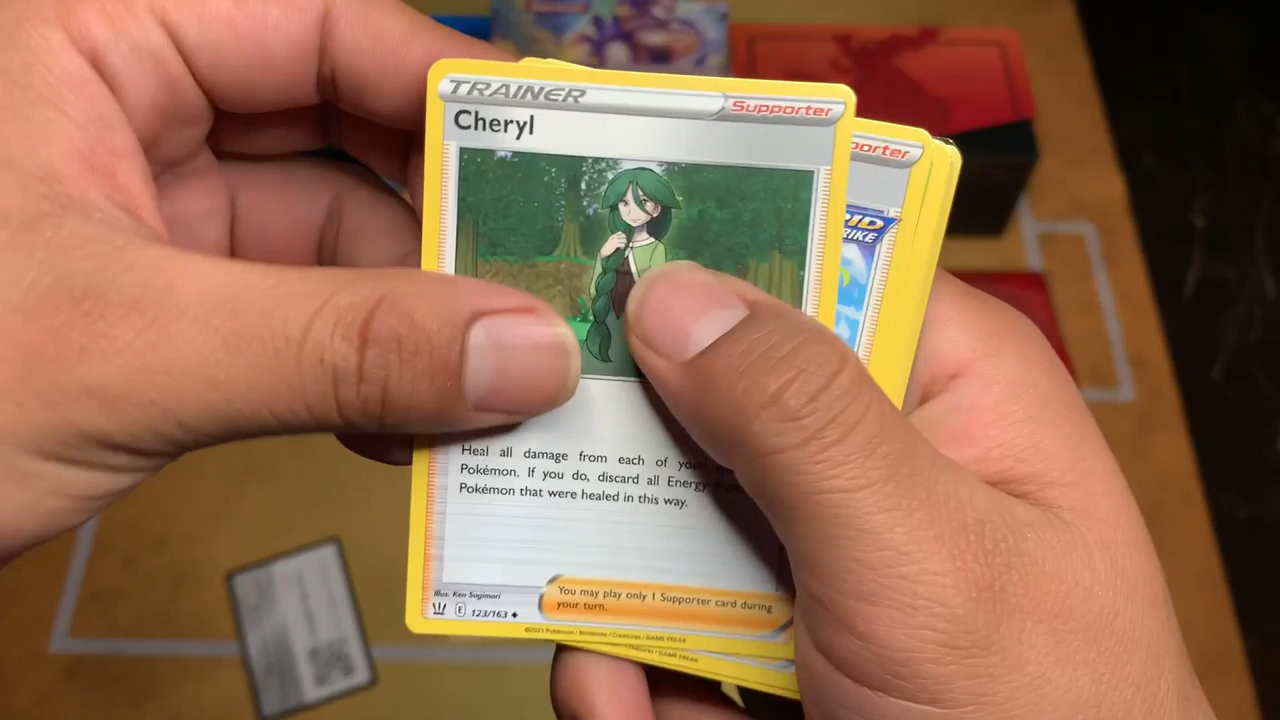 TRAINER
Supporter
Cheryl
porter
RIKE
Heal all damage from each of
Pokémon. If you do, discard all Energy
Pokémon that were healed in this way.
Illus. Ken Sugimori
You may play only 1 Supporter card during
your turn.
E 123/163
©2021 Pokémon / Nintendo / Creatures / GAME FREAK
/ GAME FREAK